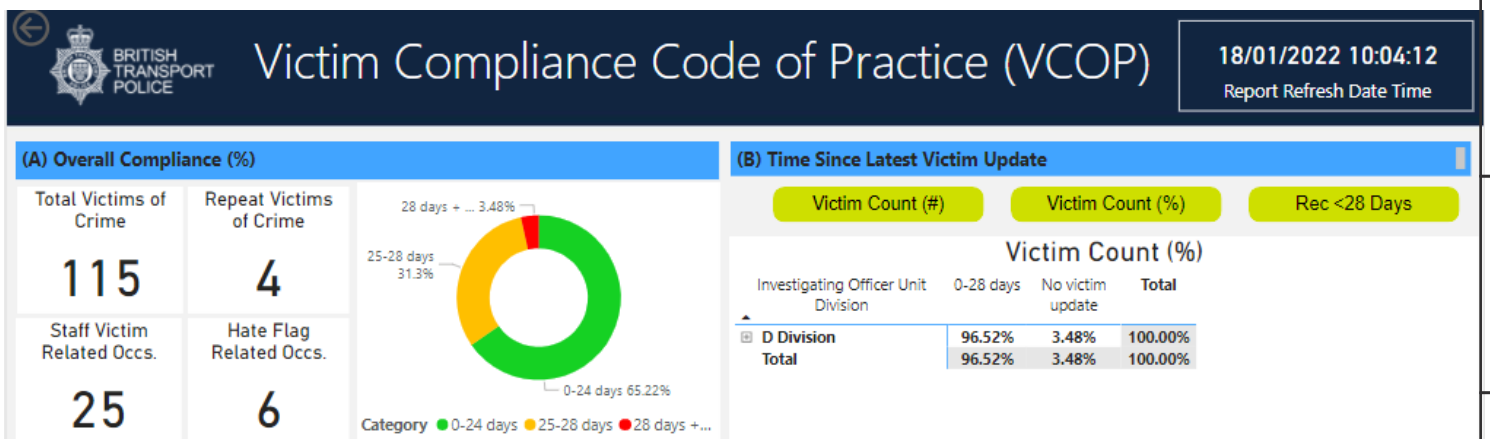 BRITISH
TRANSPORT
POLICE
Victim Compliance Code of Practice (VCOP)
18/01/2022 10:04:12
Report Refresh Date Time
(A) Overall Compliance (%)
Total Victims of
Crime
115
Repeat Victims
of Crime
4
Staff Victim
Related Occs.
25
Hate Flag
Related Occs.
6
28 days + ... 3.48%
25-28 days
31.3%
0-24 days 65.22%
Category 0-24 days 25-28 days 28 days +...
(B) Time Since Latest Victim Update
Victim Count (#) Victim Count (%) Rec <28 Days
Victim Count (%)
Investigating Officer Unit
Division
0-28 days
No victim
update
Total
D Division 96.52% 3.48% 100.00%
Total 96.52% 3.48% 100.00%